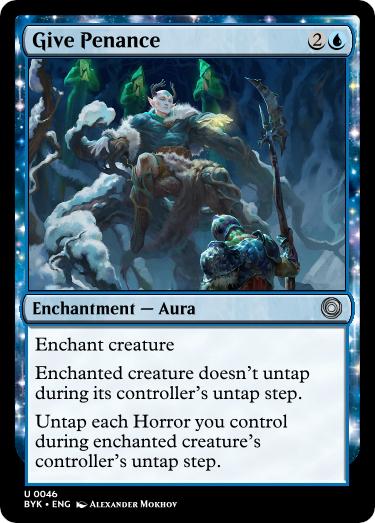 Give Penance 2
Enchantment — Aura
Enchant creature
Enchanted creature doesn't untap
during its controller's untap step.
Untap each Horror you control
during enchanted creature's
controller's untap step.
U 0046
BYK • ENG Alexander Mokhov